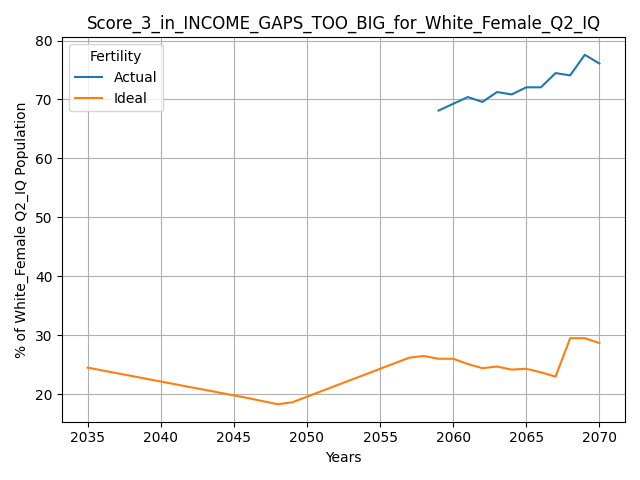 Score_3_in_INCOME_GAPS_TOO_BIG_for_White_Female_Q2_IQ
% of White_Female Q2_IQ Population
80
70
60
50
40
30
20
Fertility
Actual
Ideal
2035 2040 2045 2050 2055 2060 2065 2070
Years